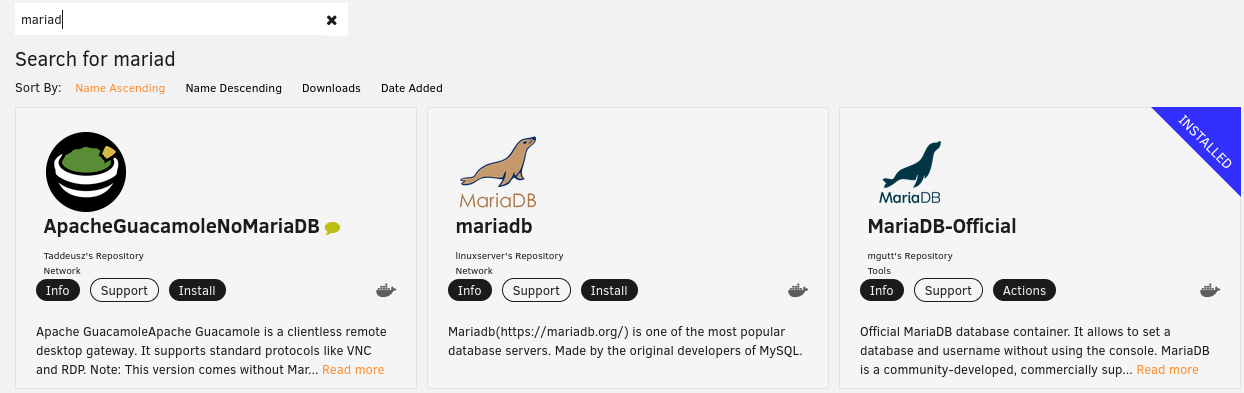 mariad
Search for mariad
Sort By: Name Ascending Name Descending Downloads Date Added
ApacheGuacamoleNoMariaDB
Taddeusz's Repository
Network
Info Support Install
Apache GuacamoleApache Guacamole is a clientless remote
desktop gateway. It supports standard protocols like VNC
and RDP. Note: This version comes without Mar... Read more
MariaDB
mariadb
linuxserver's Repository
Network
Info Support Install
Mariadb(https://mariadb.org/) is one of the most popular
database servers. Made by the original developers of MySQL.
INSTALLED
MariaDB
MariaDB-Official
mgutt's Repository
Tools
Info Support Actions
Official MariaDB database container. It allows to set a
database and username without using the console. MariaDB
is a community-developed, commercially sup... Read more